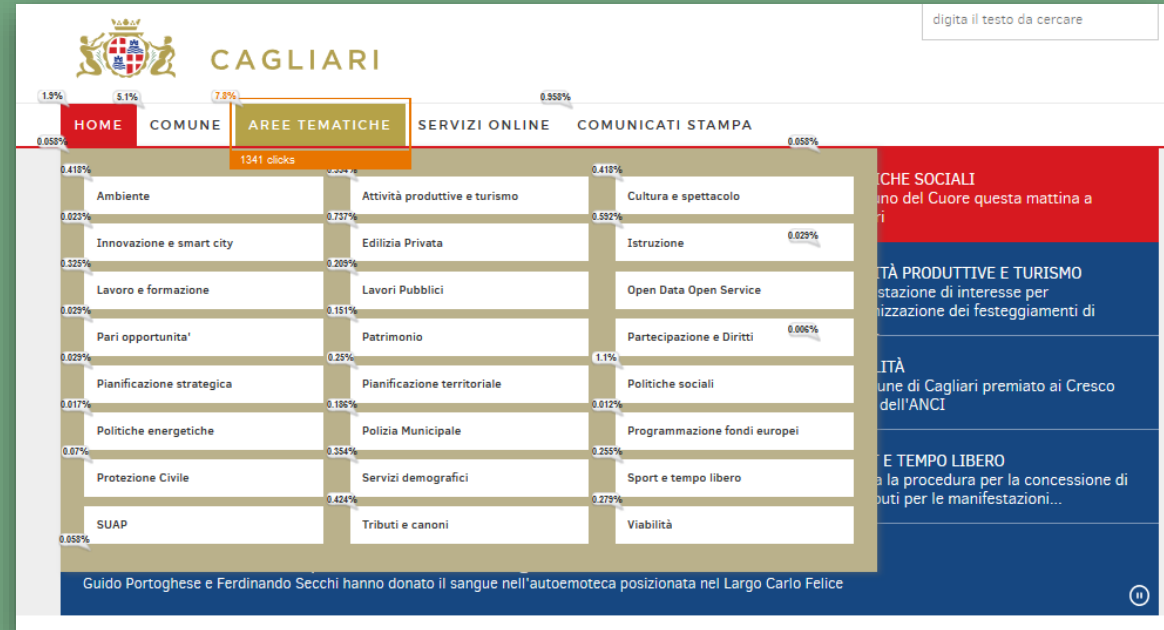 digita il testo da cercare
CAGLIARI
1.9%
5.1%
7.8%
0.958%
HOME
COMUNE
AREE TEMATICHE
SERVIZI ONLINE
COMUNICATI STAMPA
0.058%
0.058%
1341 clicks
0.418%
0.334%
0.418%
Ambiente
Attività produttive e turismo
Cultura e spettacolo
CHE SOCIALI
no del Cuore questa mattina a
ri
0.023%
0.737%
0.592%
0.029%
Innovazione e smart city
Edilizia Privata
Istruzione
0.325%
0.209%
TÀ PRODUTTIVE E TURISMO
stazione di interesse per
nizzazione dei festeggiamenti di
Lavoro e formazione
Lavori Pubblici
Open Data Open Service
0.029%
0.151%
0.006%
Pari opportunita'
Patrimonio
Partecipazione e Diritti
0.029%
0.25%
1.1%
ITÀ
une di Cagliari premiato ai Cresco
dell'ANCI
Pianificazione strategica
Pianificazione territoriale
Politiche sociali
0.017%
0.186%
0.012%
Politiche energetiche
Polizia Municipale
Programmazione fondi europei
0.07%
0.354%
0.255%
E TEMPO LIBERO
a la procedura per la concessione di
buti per le manifestazioni...
Protezione Civile
Servizi demografici
Sport e tempo libero
0.424%
0.279%
SUAP
Tributi e canoni
Viabilità
0.058%
Guido Portoghese e Ferdinando Secchi hanno donato il sangue nell'autoemoteca posizionata nel Largo Carlo Felice